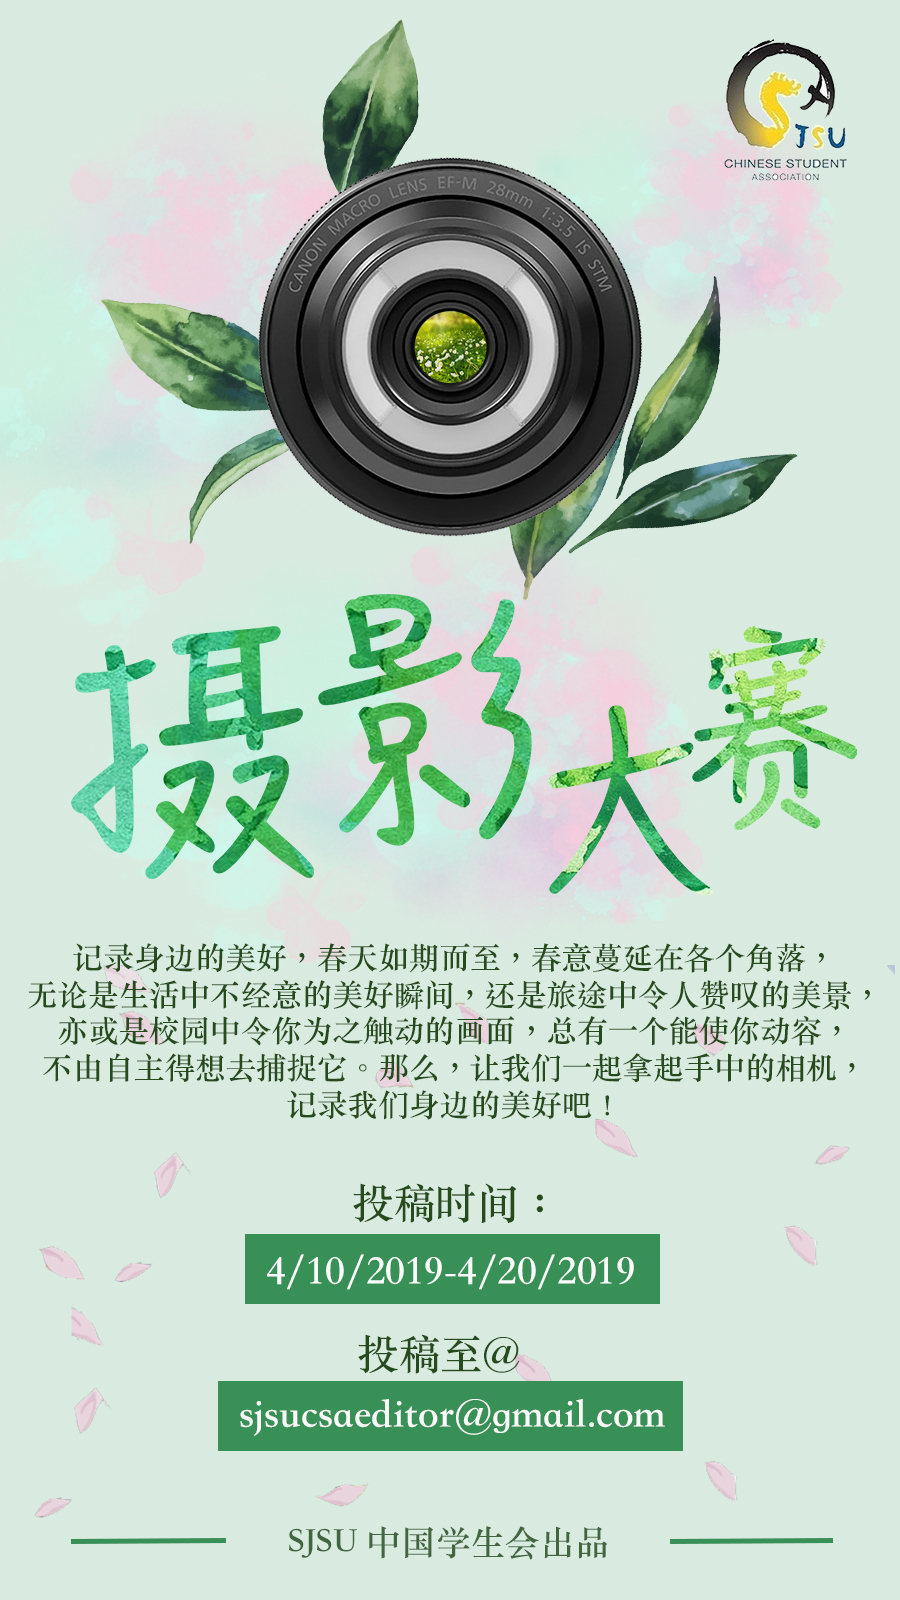 JSU
CHINESE STUDENT
ASSOCIATION
CANON MACRO LENS EF-M 28mm 1:3.5 IS STM
摄影大赛
记录身边的美好，春天如期而至，春意蔓延在各个角落，
无论是生活中不经意的美好瞬间，还是旅途中令人赞叹的美景，
亦或是校园中令你为之触动的画面，总有一个能使你动容，
不由自主得想去捕捉它。那么，让我们一起拿起手中的相机，
记录我们身边的美好吧！
投稿时间：
4/10/2019-4/20/2019
投稿至@
sjsucsaeditor@gmail.com
SJSU 中国学生会出品